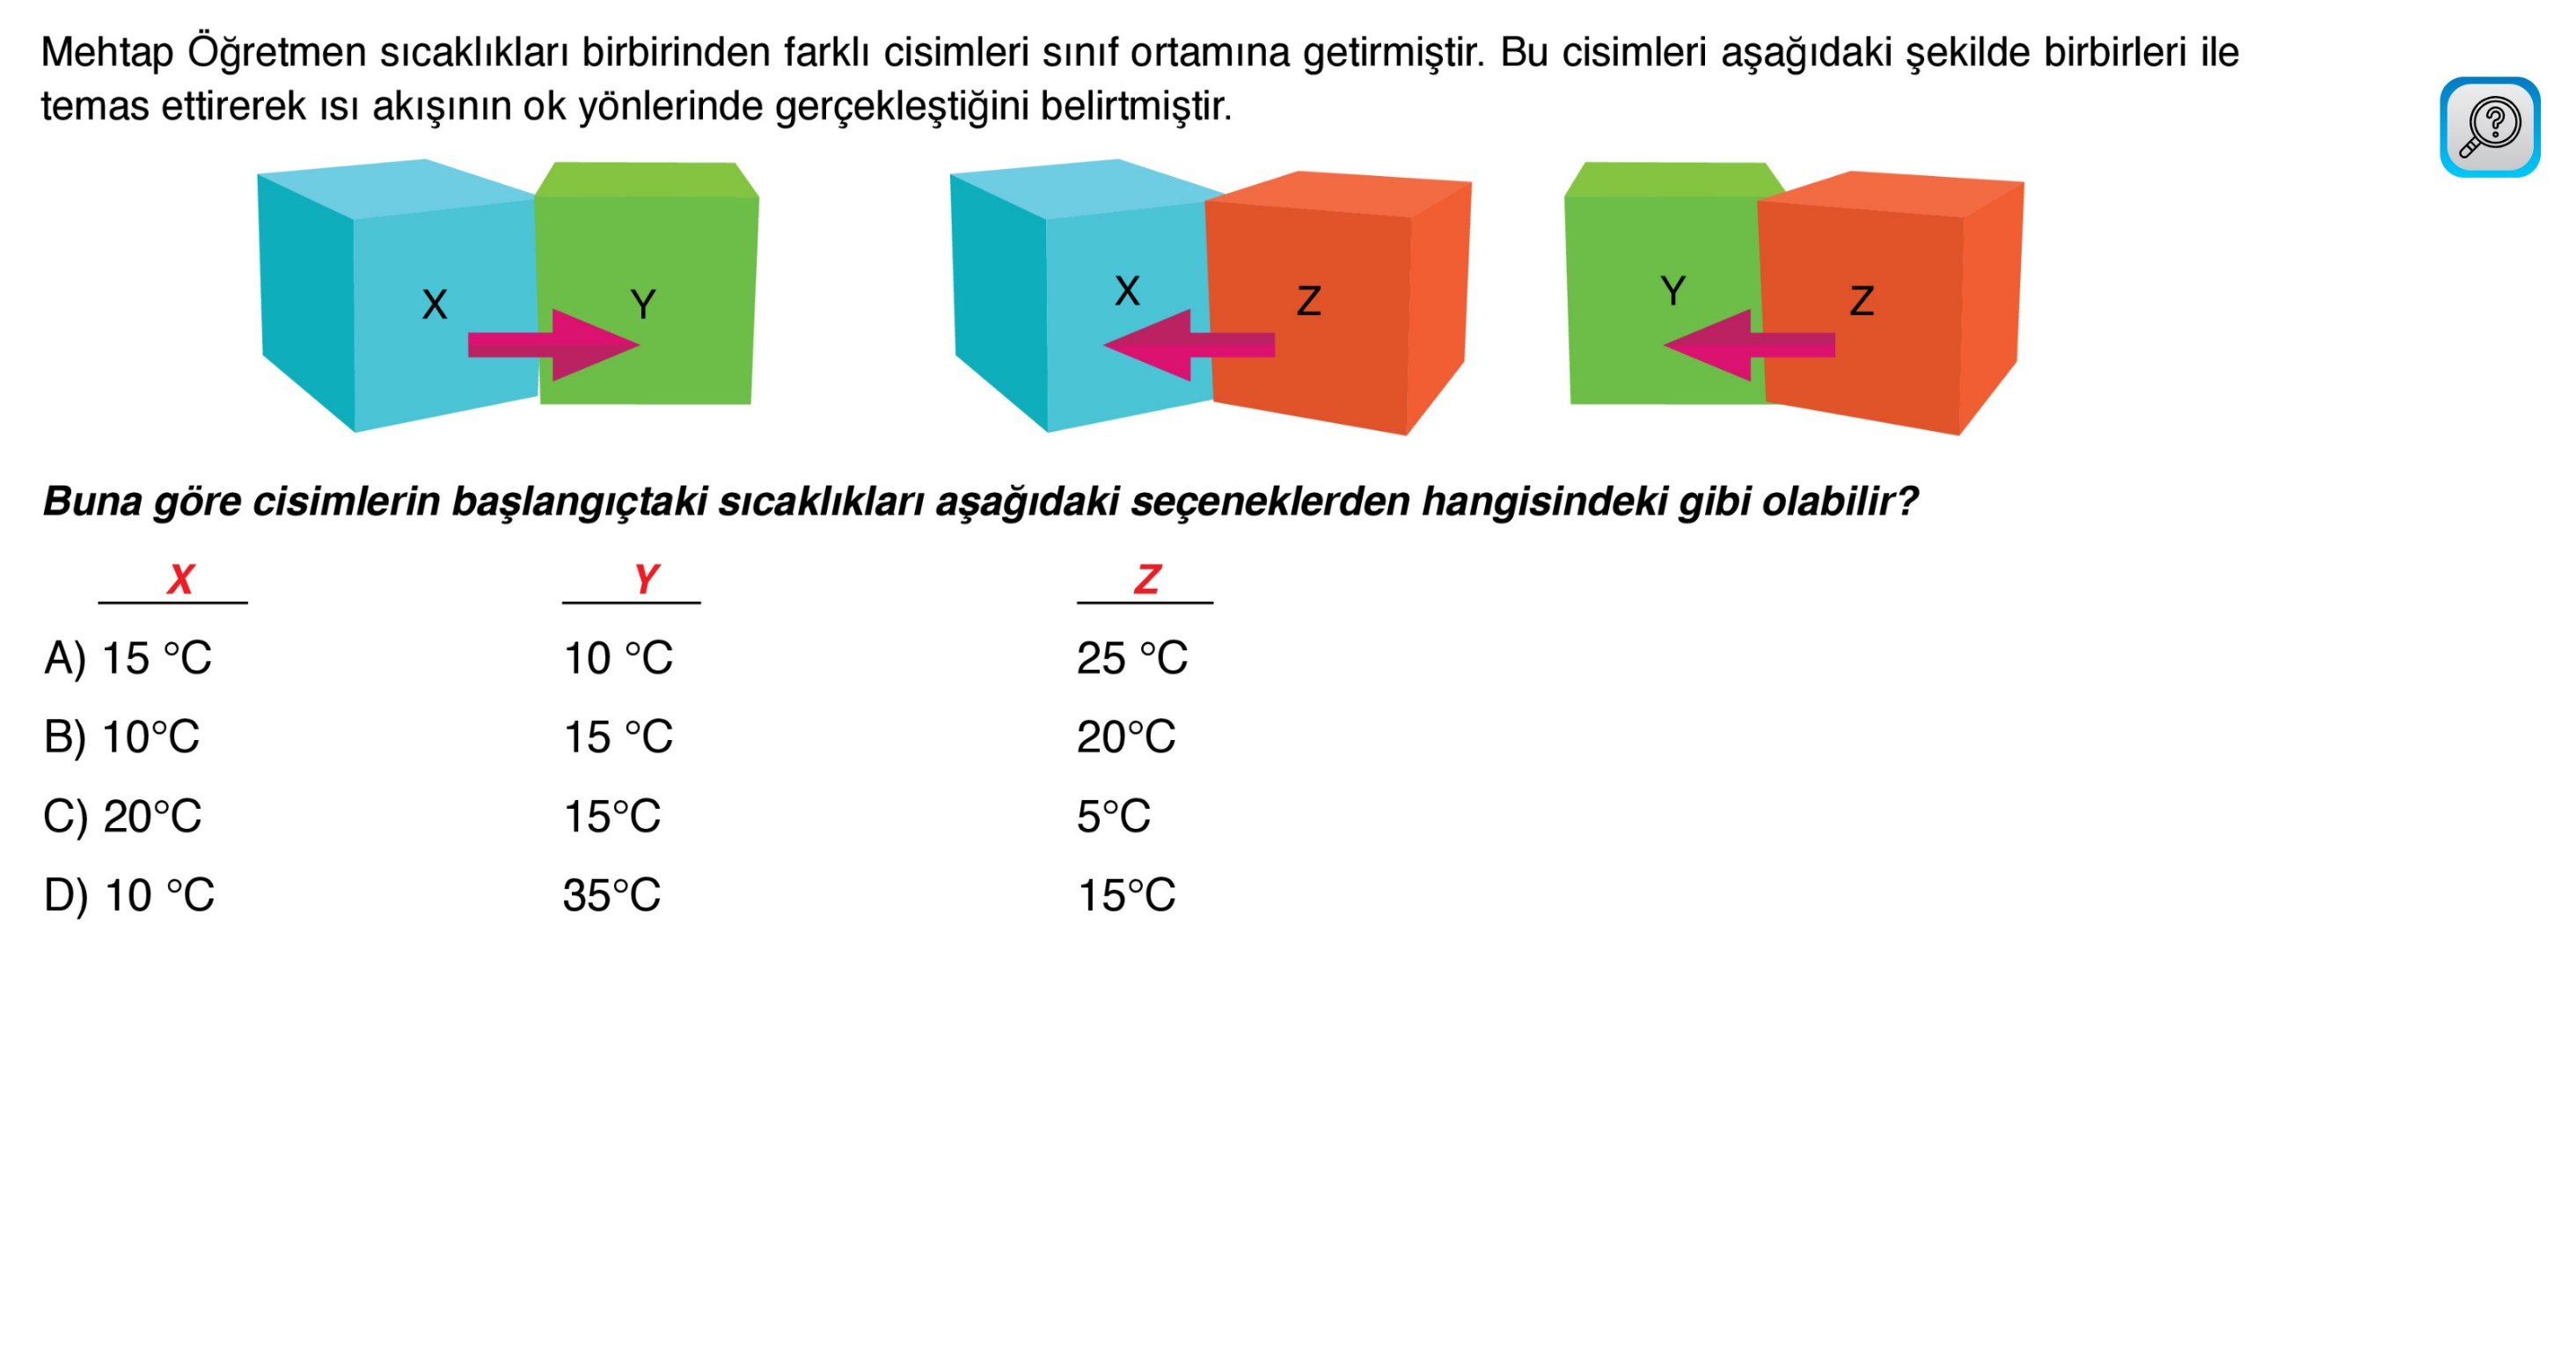 Mehtap Öğretmen sıcaklıkları birbirinden farklı cisimleri sınıf ortamına getirmiştir. Bu cisimleri aşağıdaki şekilde birbirleri ile
temas ettirerek ısı akışının ok yönlerinde gerçekleştiğini belirtmiştir.
?
X Y X Z Y Z
Buna göre cisimlerin başlangıçtaki sıcaklıkları aşağıdaki seçeneklerden hangisindeki gibi olabilir?
X Y Z
A) 15 °C 10 °C 25 °C
B) 10°C 15 °C 20°C
C) 20°C 15°C 5°C
D) 10 °C 35°C 15°C